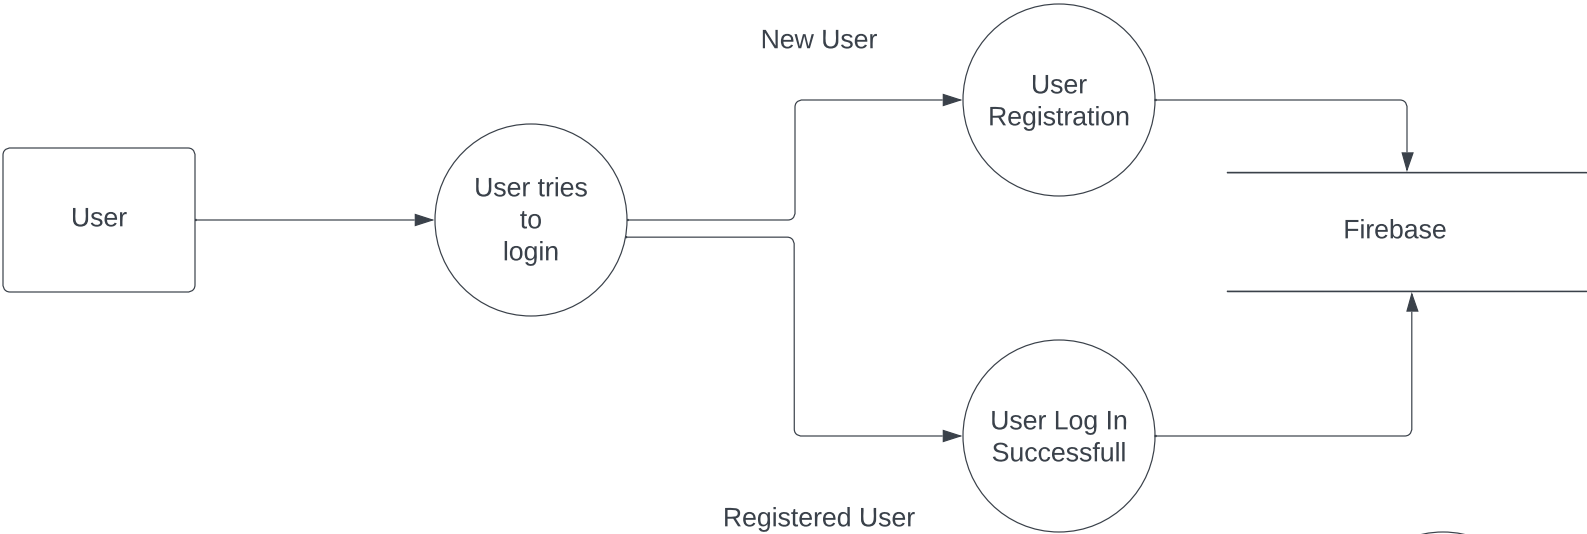 New User
User
Registration
User
User tries
to
login
Firebase
User Log In
Successfull
Registered User